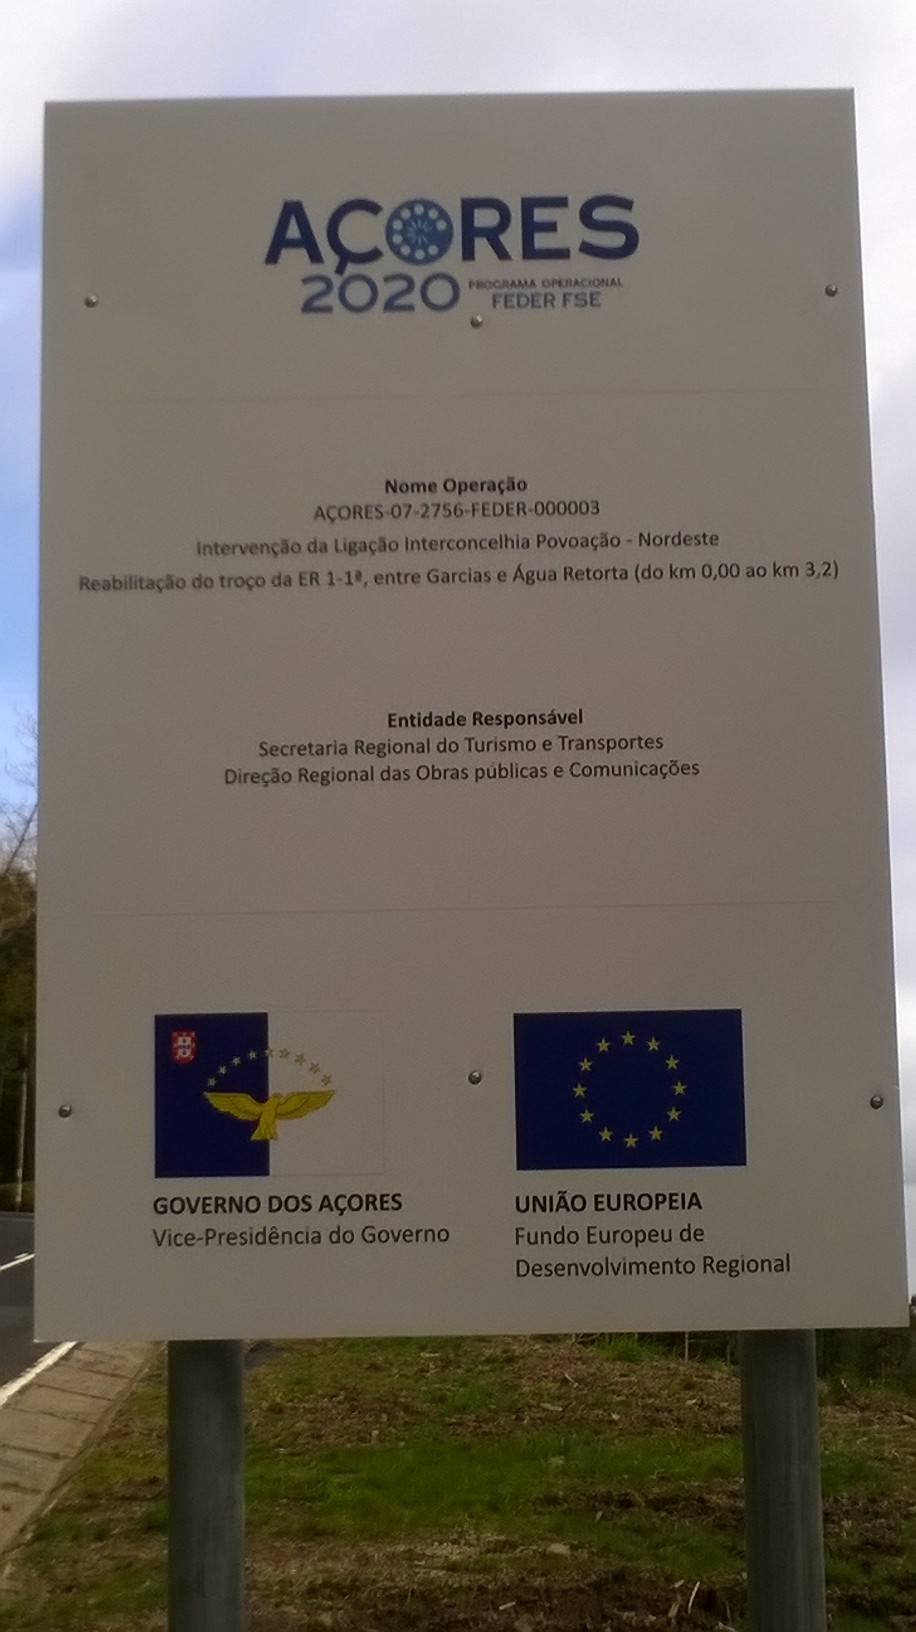 AÇORES
2020 PROGRAMA OPERACIONAL
FEDER FSE
Nome Operação
AÇORES-07-2756-FEDER-000003
Intervenção da Ligação Interconcelhia Povoação - Nordeste
Reabilitação do troço da ER 1-1ª, entre Garcias e Água Retorta (do km 0,00 ao km 3,2)
Entidade Responsável
Secretaria Regional do Turismo e Transportes
Direção Regional das Obras públicas e Comunicações
GOVERNO DOS AÇORES
Vice-Presidência do Governo
UNIÃO EUROPEIA
Fundo Europeu de
Desenvolvimento Regional